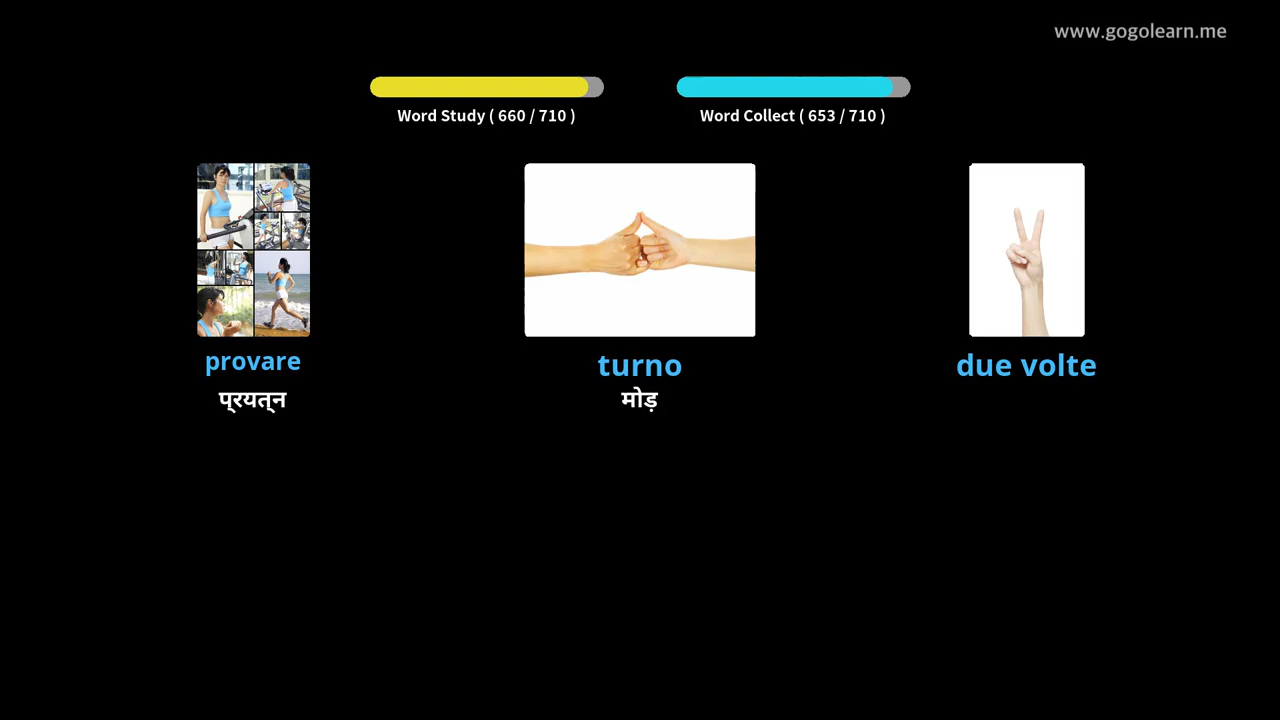 www.gogolearn.me
Word Study ( 660 / 710 )
Word Collect ( 653 / 710 )
provare
turno
due volte
प्रयत्न
मोड़